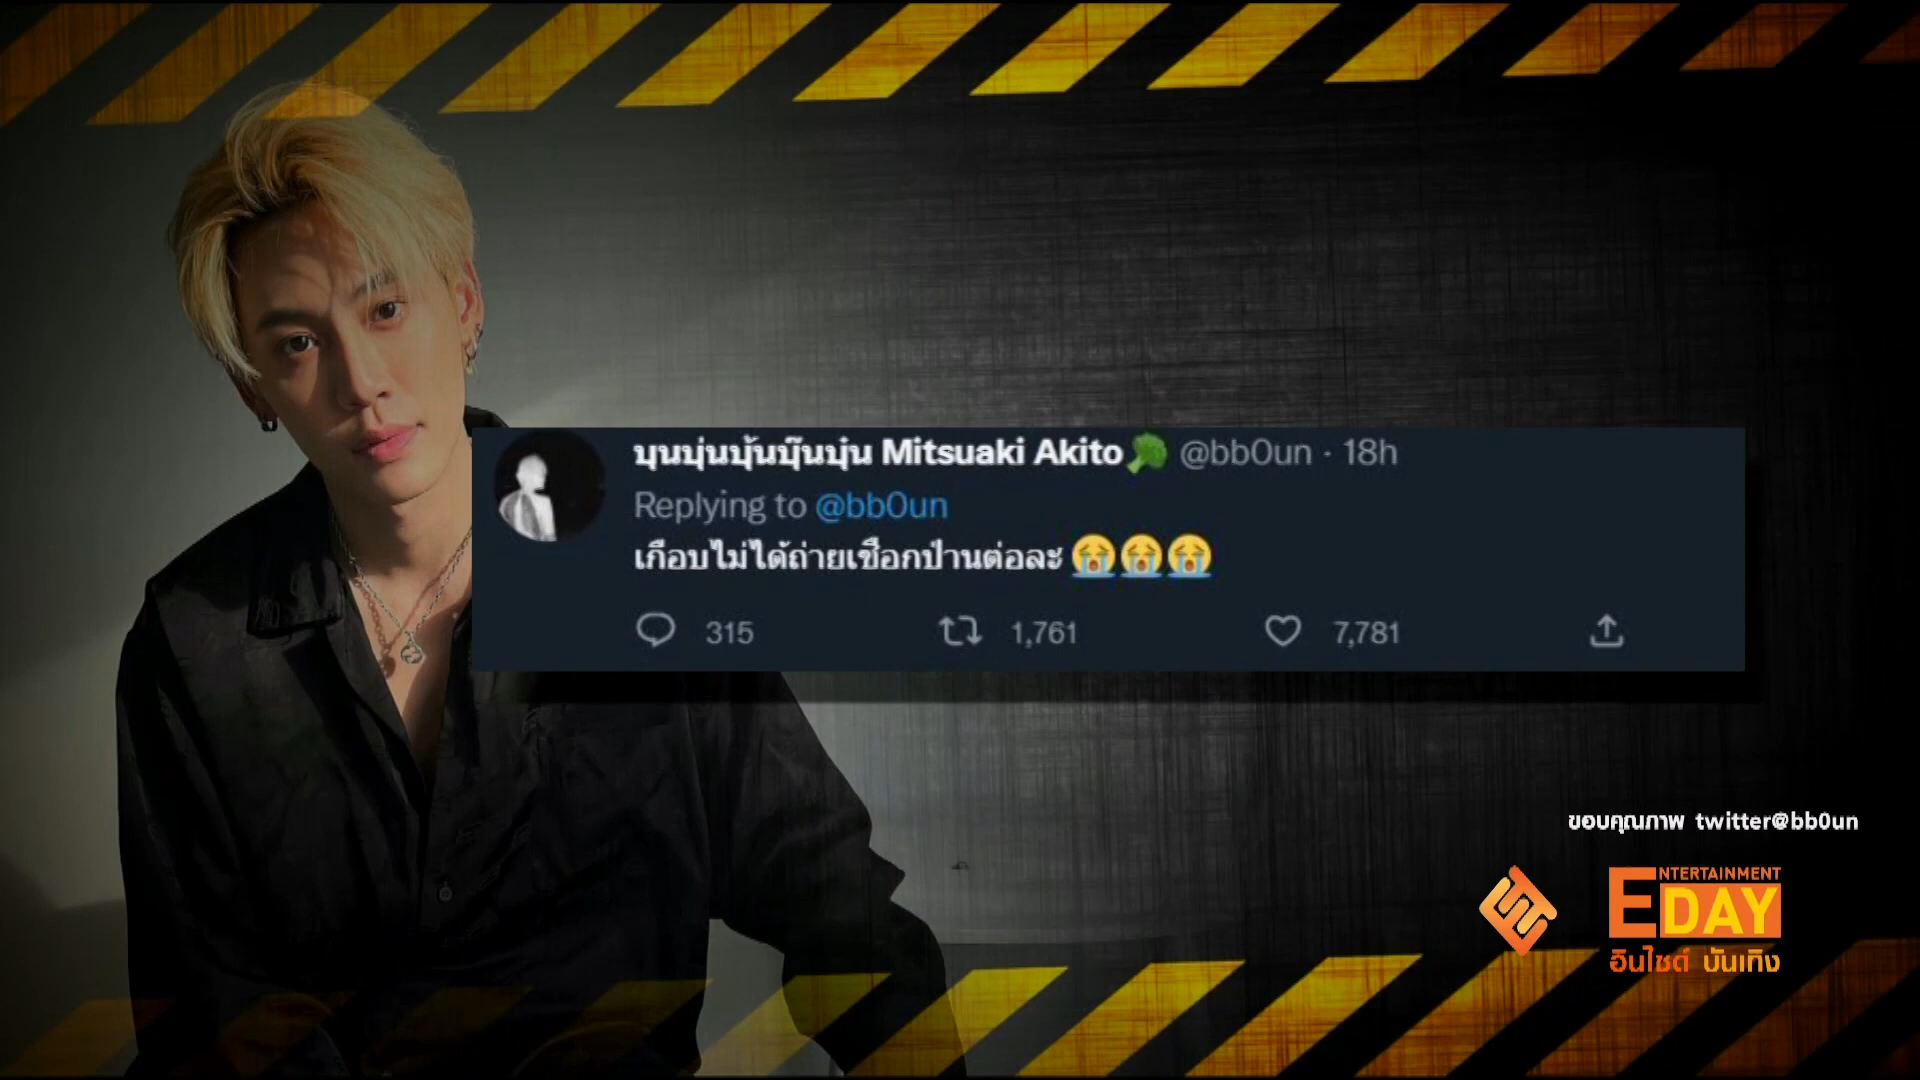 บุนบุ่นบุ้นบุ๊นบุ๋น Mitsuaki Akito🥦 @bb0un · 18h
Replying to @bb0un
เกือบไม่ได้ถ่ายเชือกป่านต่อละ 😭😭😭
315 1,761 7,781
ขอบคุณภาพ twitter@bb0un
ENTERTAINMENT
EDAY
อินไซด์ บันเทิง